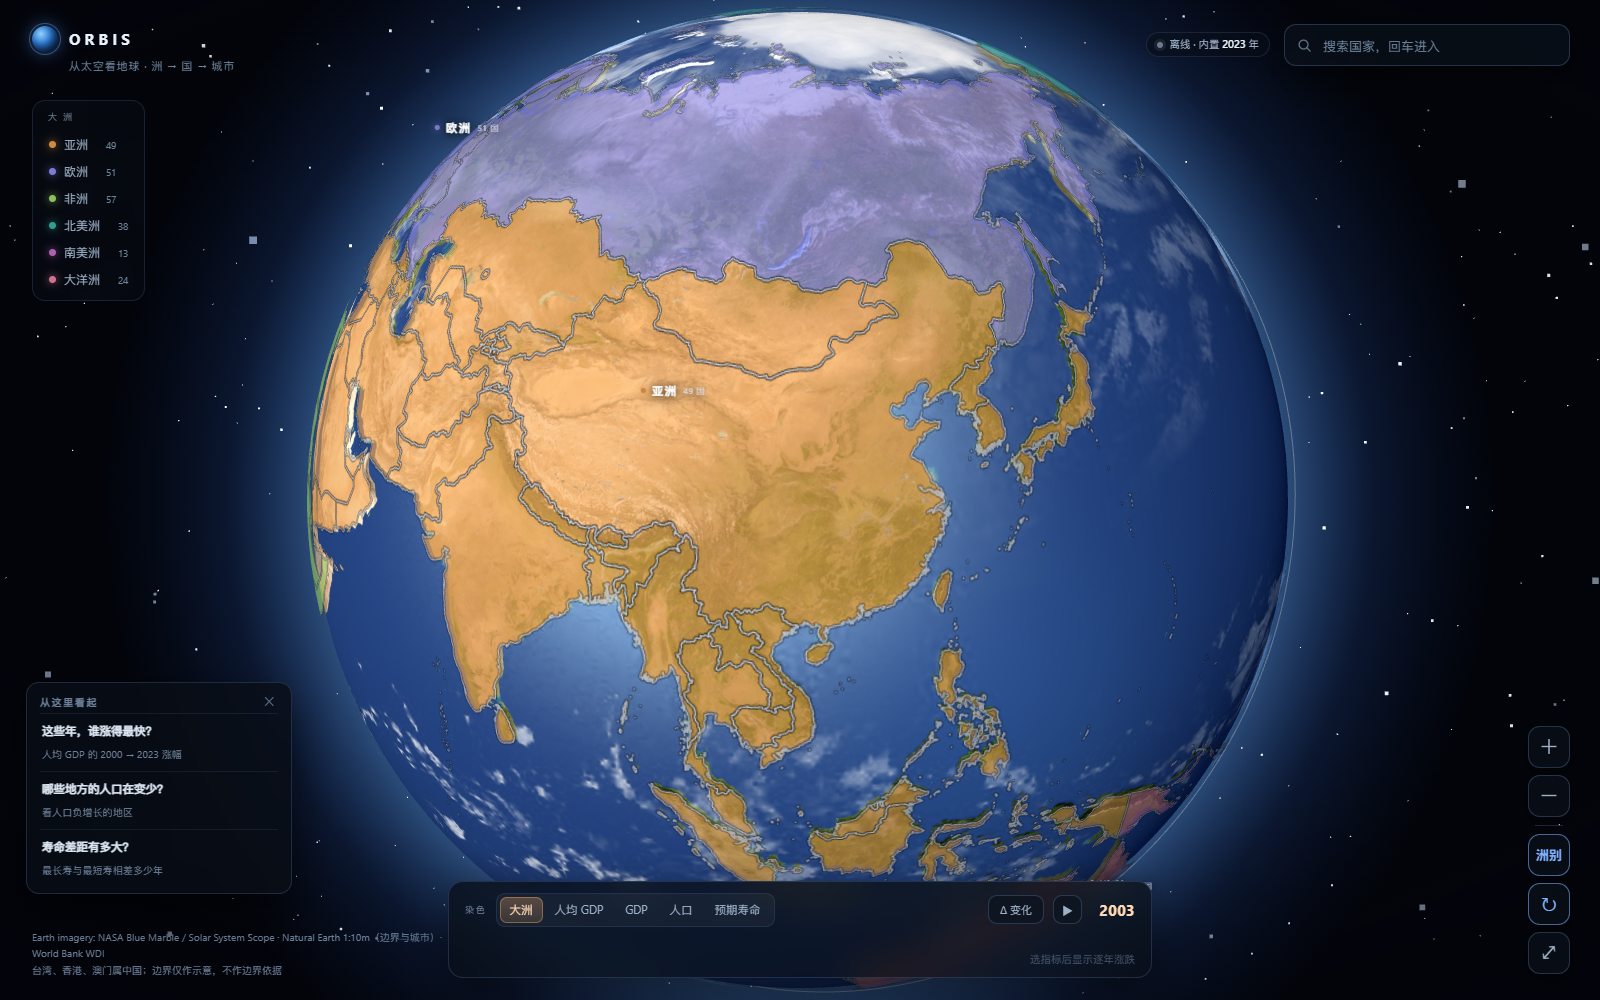 ORBIS
从太空看地球 · 洲 → 国 → 城市
离线 · 内置 2023 年
搜索国家，回车进入
大 洲
亚洲 49
欧洲 51
非洲 57
北美洲 38
南美洲 13
大洋洲 24
欧洲 51 国
亚洲 49 国
从这里看起
这些年，谁涨得最快？
人均 GDP 的 2000 → 2023 涨幅
哪些地方的人口在变少？
看人口负增长的地区
寿命差距有多大？
最长寿与最短寿相差多少年
洲别
染色
大洲 人均 GDP GDP 人口 预期寿命
Δ 变化
2003
选指标后显示逐年涨跌
Earth imagery: NASA Blue Marble / Solar System Scope · Natural Earth 1:10m（边界与城市） ·
World Bank WDI
台湾、香港、澳门属中国；边界仅作示意，不作边界依据